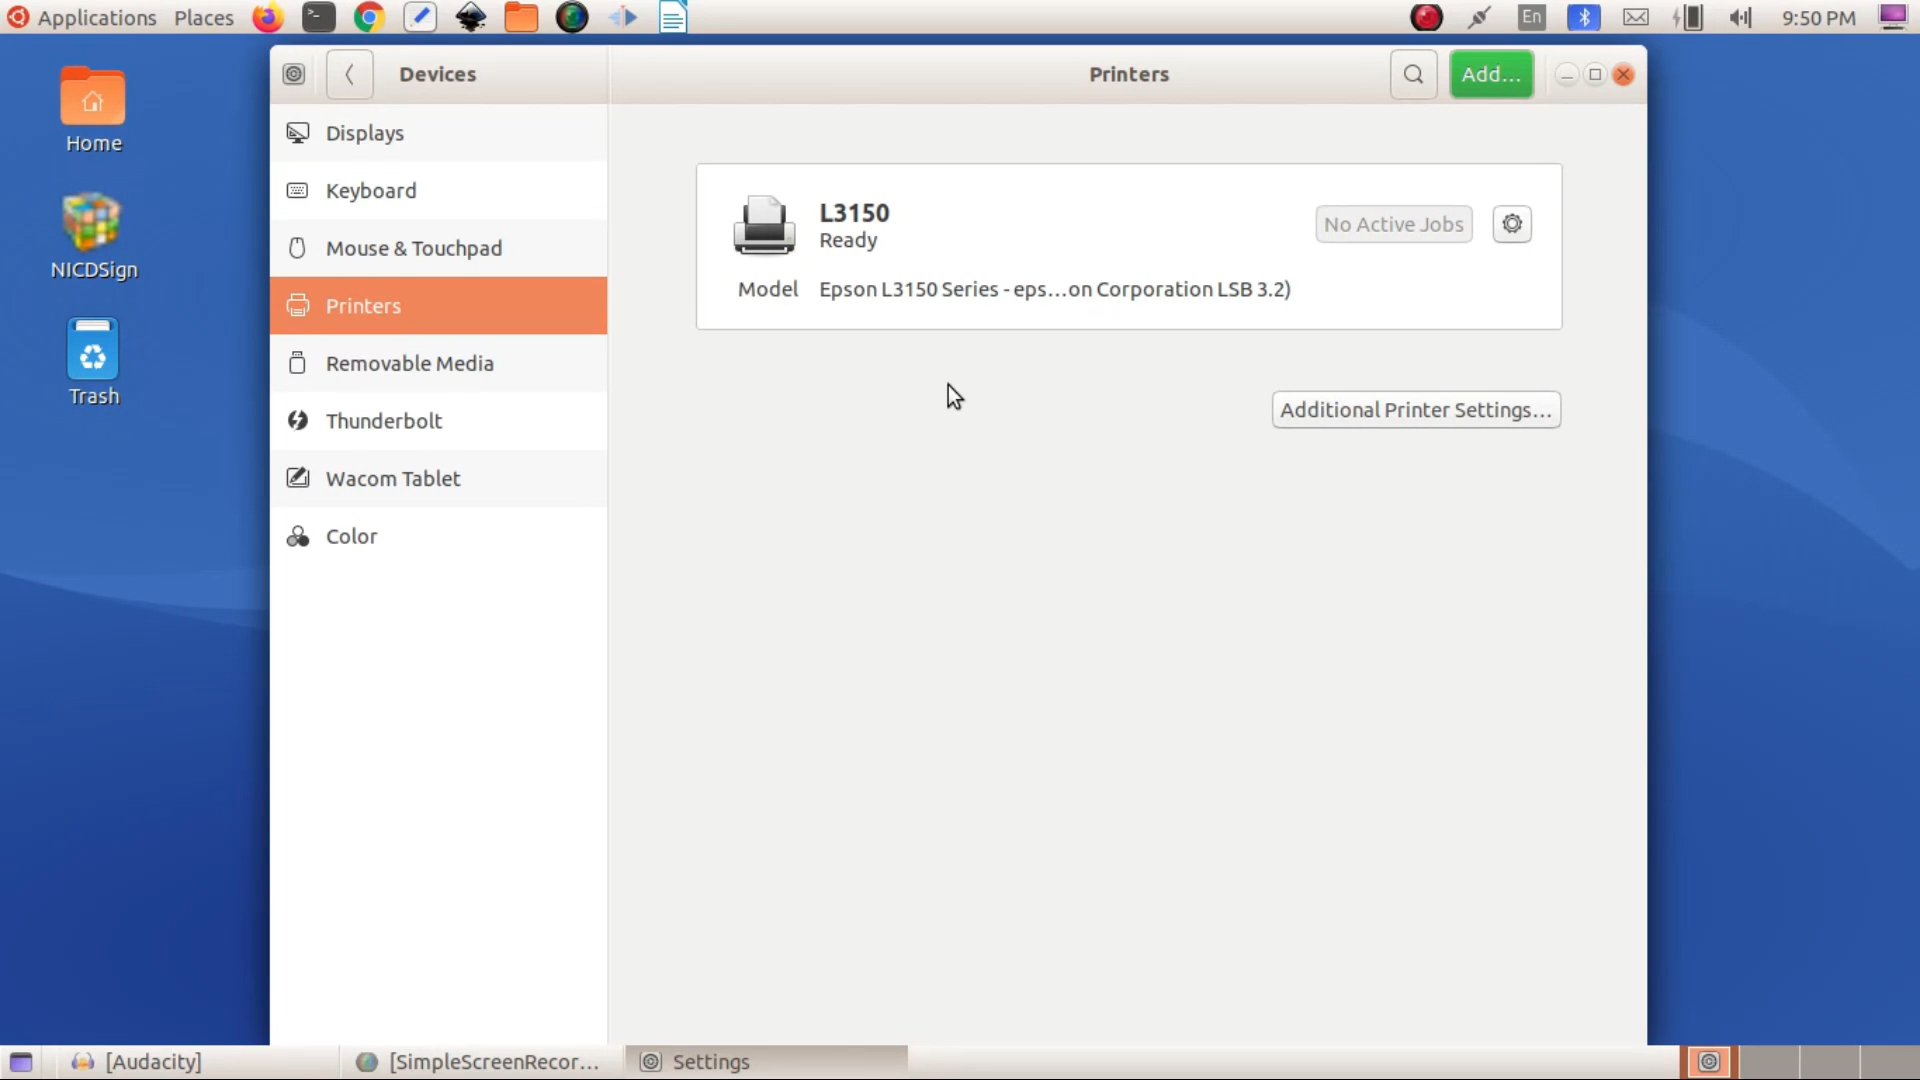 Applications Places
En
9:50 PM
Home
NICDSign
Trash
Devices
Printers
Add...
Displays
Keyboard
Mouse & Touchpad
Printers
Removable Media
Thunderbolt
Wacom Tablet
Color
L3150
Ready
No Active Jobs
Model Epson L3150 Series - eps...on Corporation LSB 3.2)
Additional Printer Settings...
[Audacity]
[SimpleScreenRecor...
Settings